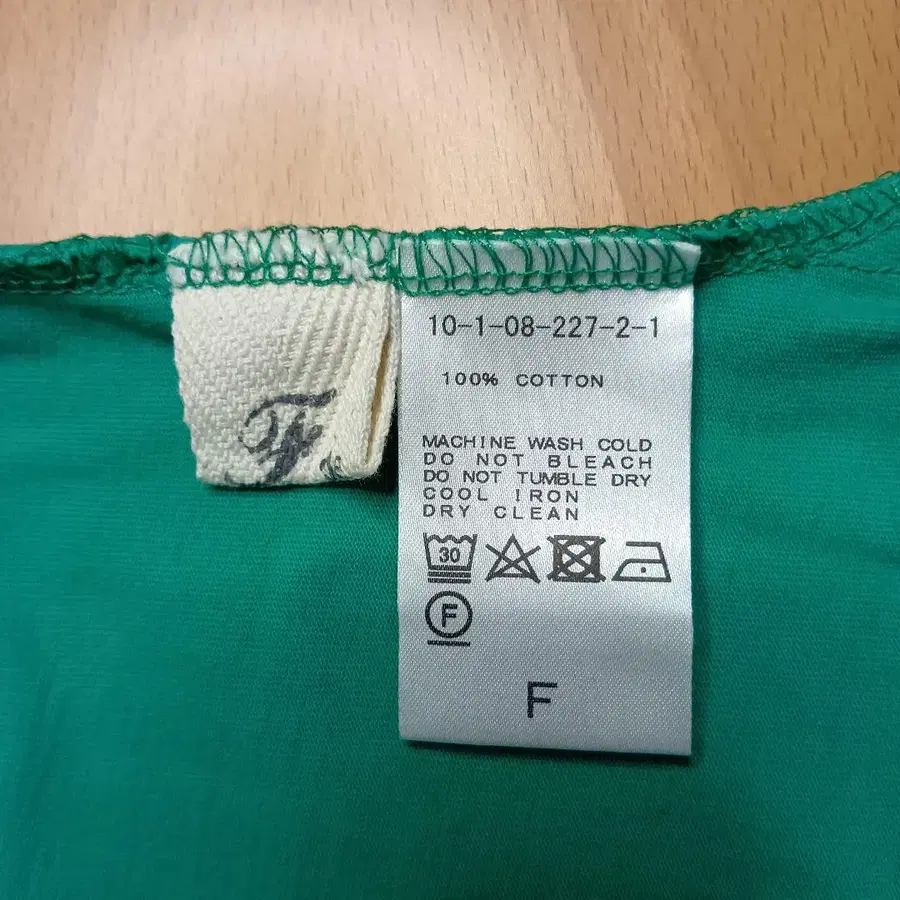 10-1-08-227-2-1
100% COTTON
MACHINE WASH COLD
DO NOT BLEACH
DO NOT TUMBLE DRY
COOL IRON
DRY CLEAN
30
F
F